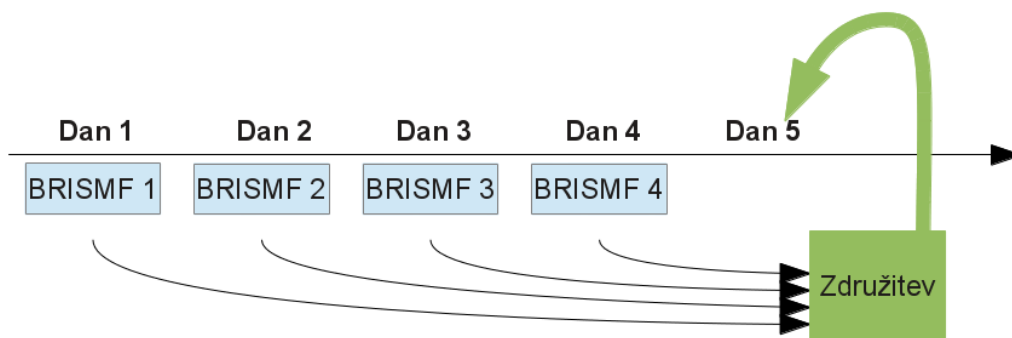 Dan 1 Dan 2 Dan 3 Dan 4 Dan 5
BRISMF 1 BRISMF 2 BRISMF 3 BRISMF 4
Združitev